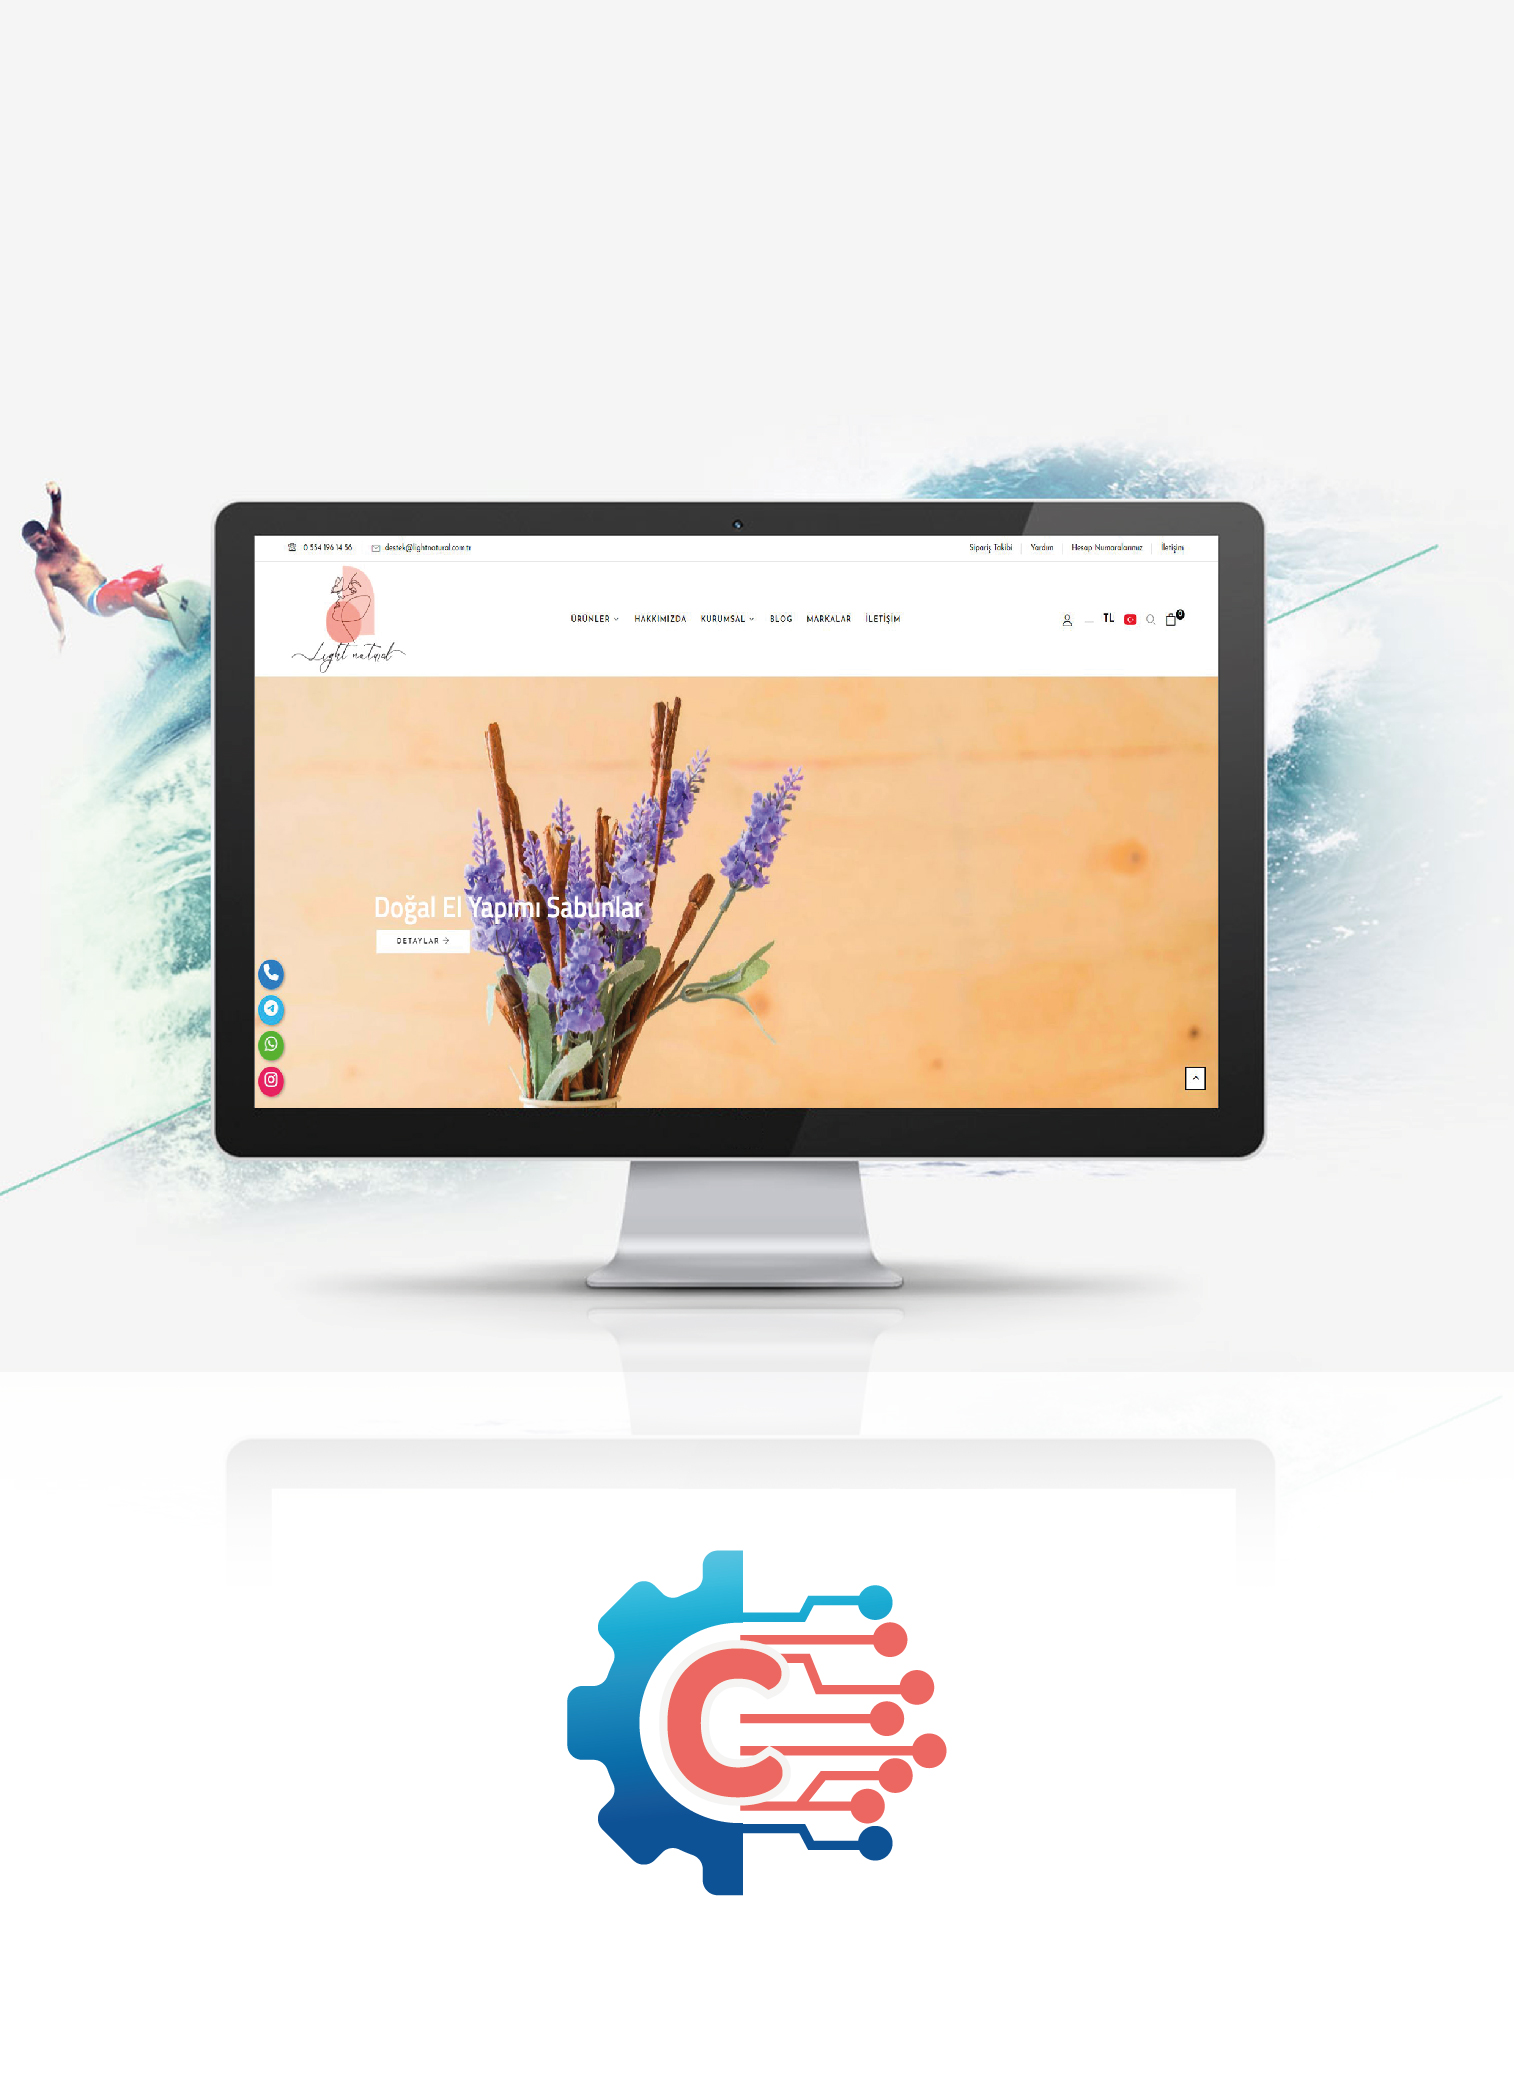 0 534 196 14 56 destek@lightnatural.com.tr Sipariş Takibi Yardım Hesap Numaralarımız İletişim
Light natural
ÜRÜNLER HAKKIMIZDA KURUMSAL BLOG MARKALAR İLETİŞİM TL 0
Doğal El Yapımı Sabunlar
DETAYLAR
C